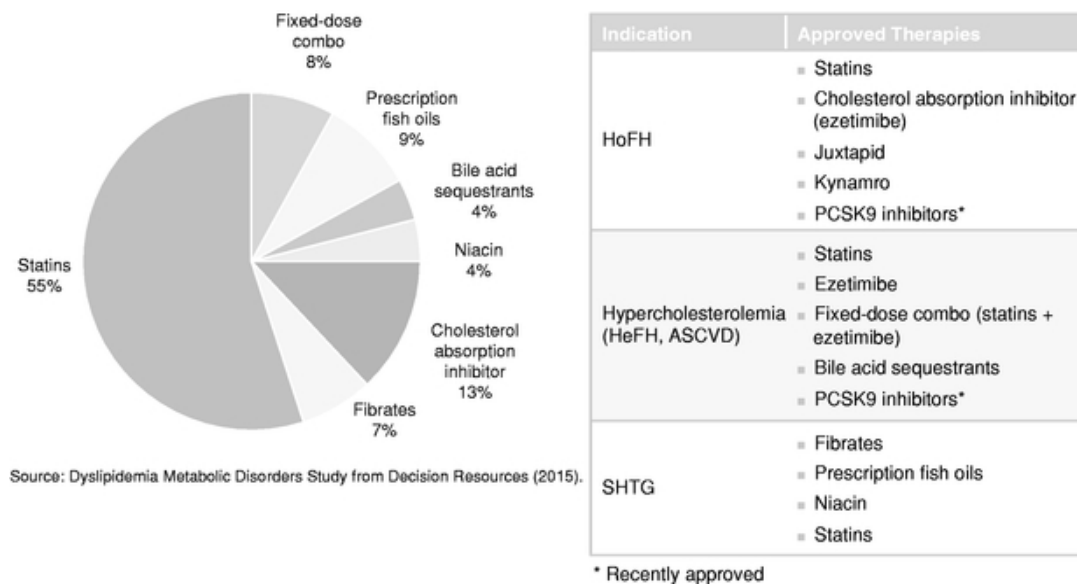 Fixed-dose
combo
8%
Prescription
fish oils
9%
Bile acid
sequestrants
4%
Niacin
4%
Cholesterol
absorption
inhibitor
13%
Fibrates
7%
Statins
55%
Source: Dyslipidemia Metabolic Disorders Study from Decision Resources (2015).
Indication Approved Therapies
HoFH
Statins
Cholesterol absorption inhibitor
(ezetimibe)
Juxtapid
Kynamro
PCSK9 inhibitors*
Hypercholesterolemia
(HeFH, ASCVD)
Statins
Ezetimibe
Fixed-dose combo (statins +
ezetimibe)
Bile acid sequestrants
PCSK9 inhibitors*
SHTG
Fibrates
Prescription fish oils
Niacin
Statins
* Recently approved